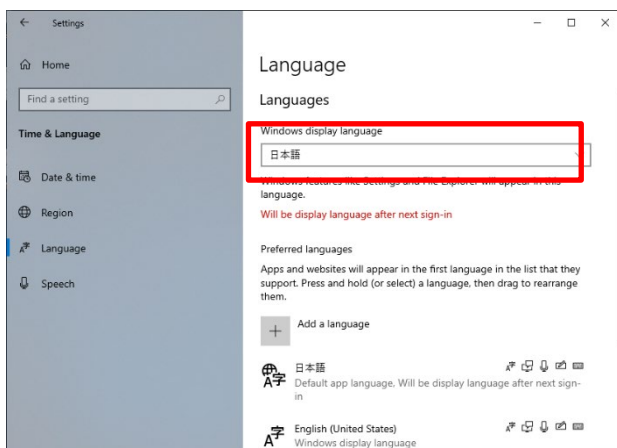 Settings
Home
Find a setting
Time & Language
Date & time
Region
Language
Speech
Language
Languages
Windows display language
日本語
Windows features like Settings and File Explorer will appear in this
language.
Will be display language after next sign-in
Preferred languages
Apps and websites will appear in the first language in the list that they
support. Press and hold (or select) a language, then drag to rearrange
them.
Add a language
日本語
Default app language, Will be display language after next sign-
in
English (United States)
Windows display language